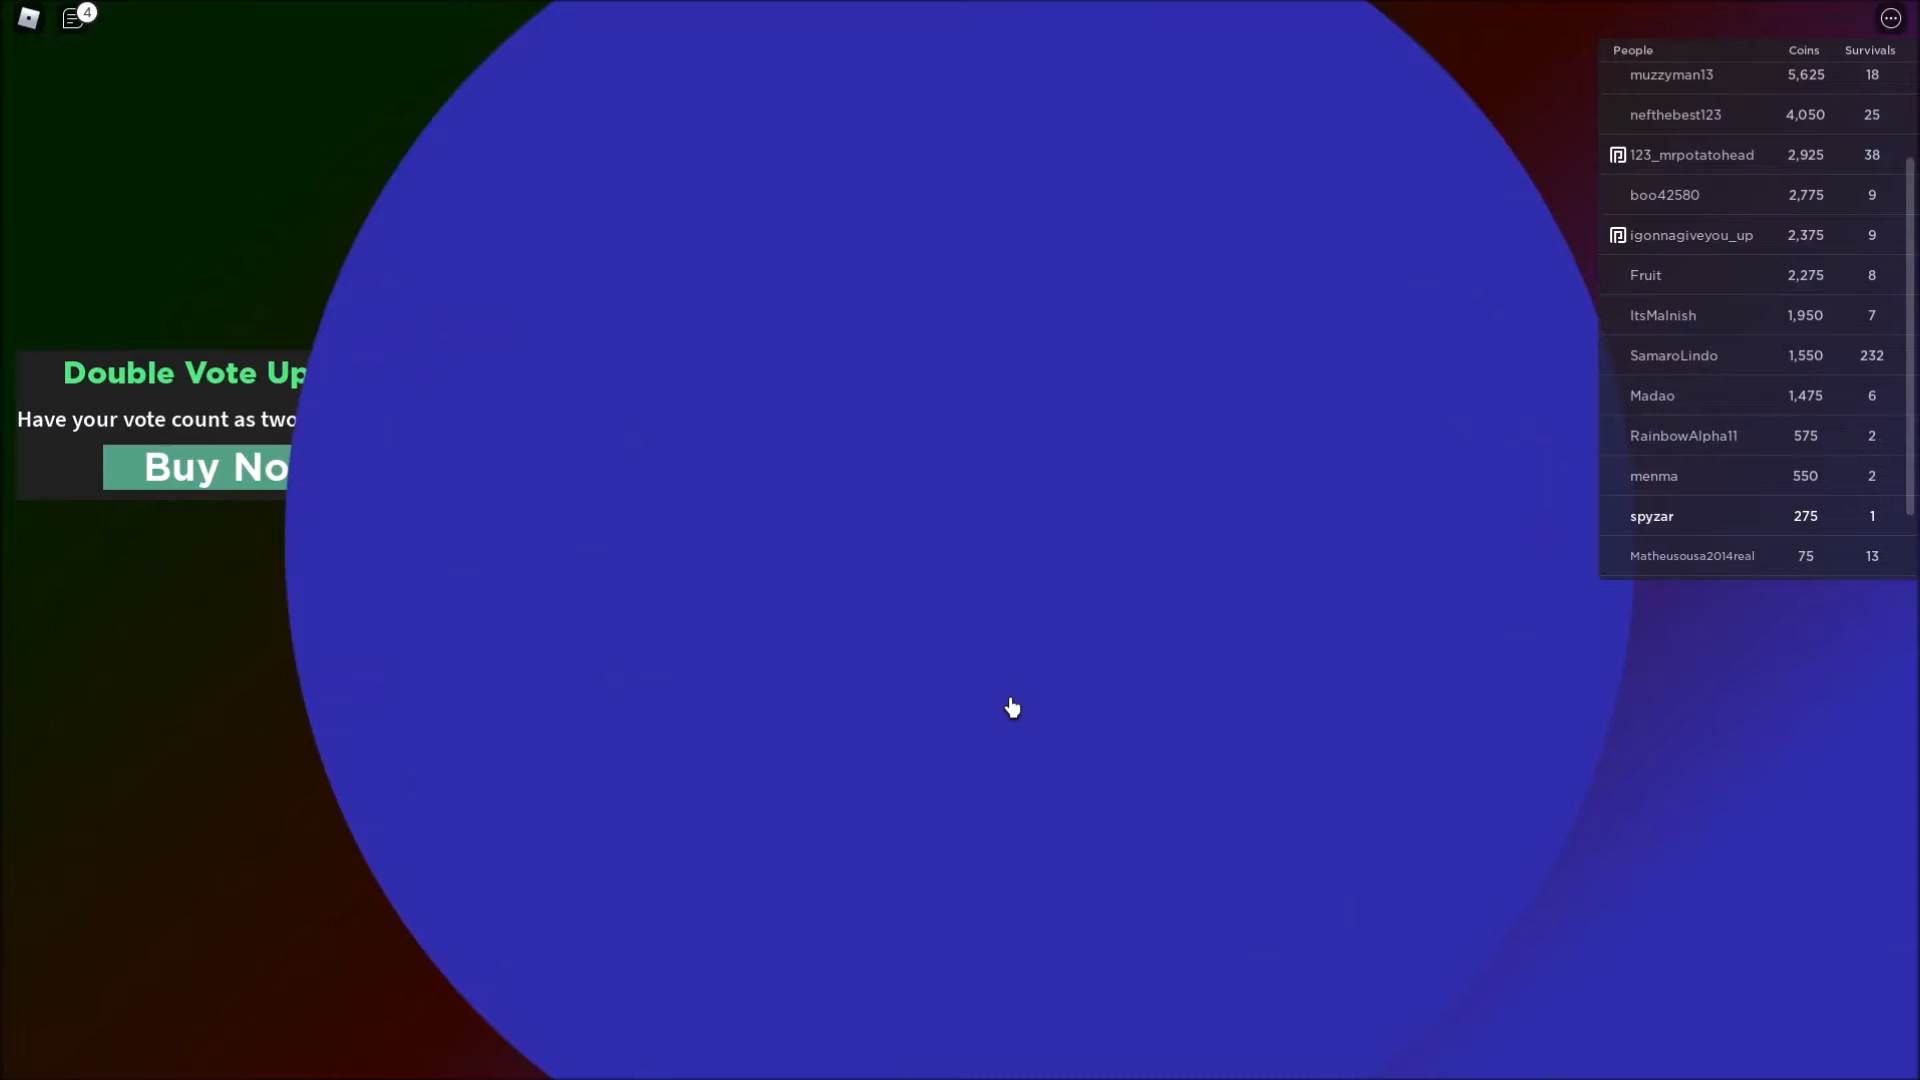 4
People Coins Survivals
muzzyman13 5,625 18
nefthebest123 4,050 25
123_mrpotatohead 2,925 38
boo42580 2,775 9
igonnagiveyou_up 2,375 9
Fruit 2,275 8
ItsMalnish 1,950 7
SamaroLindo 1,550 232
Madao 1,475 6
RainbowAlpha11 575 2
menma 550 2
spyzar 275 1
Matheusousa2014real 75 13
Double Vote Up
Have your vote count as two
Buy No